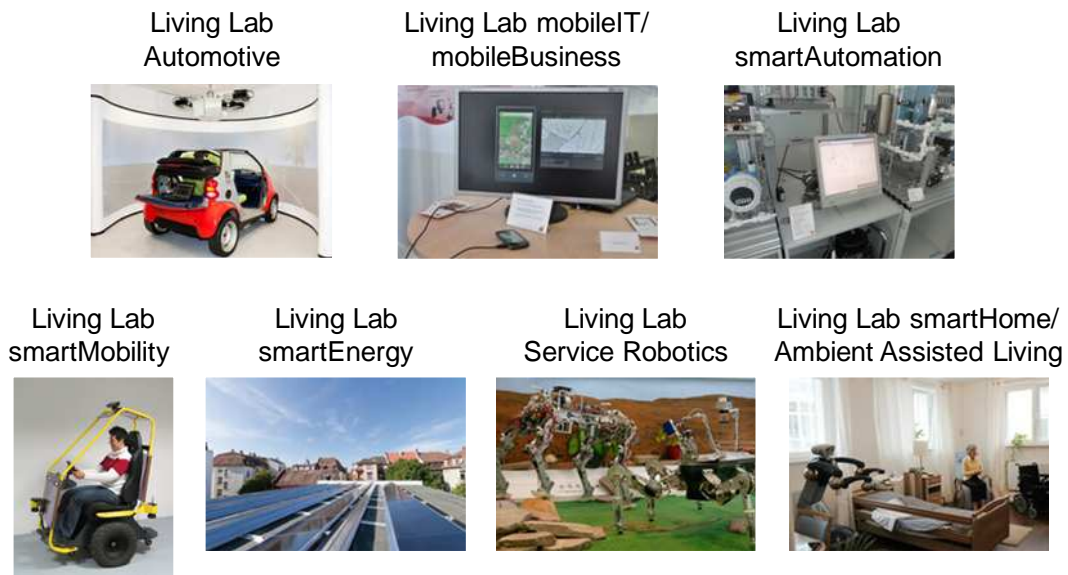 Living Lab
Automotive
Living Lab mobileIT/
mobileBusiness
Living Lab
smartAutomation
Living Lab
smartMobility
Living Lab
smartEnergy
Living Lab
Service Robotics
Living Lab smartHome/
Ambient Assisted Living